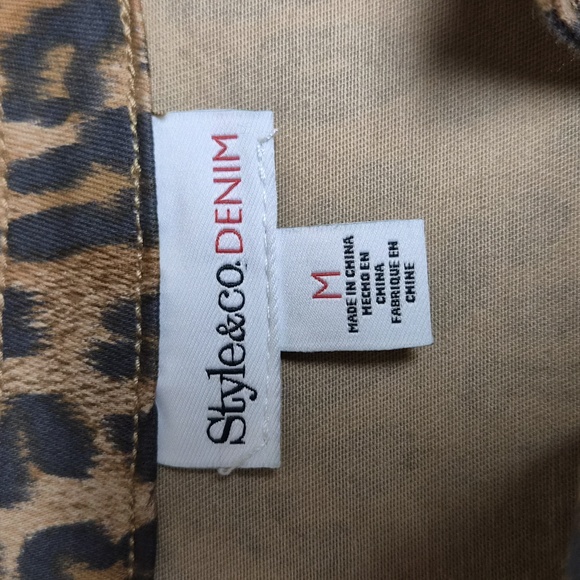 Style&co. DENIM
M
MADE IN CHINA
HECHO EN
CHINA
FABRIQUE EN
CHINE